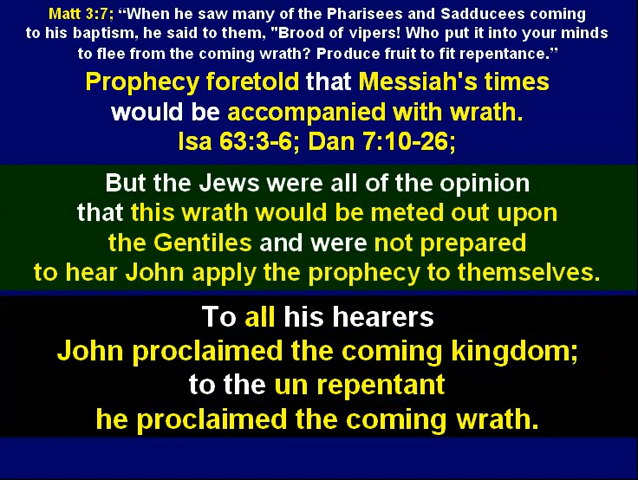 Matt 3:7; “When he saw many of the Pharisees and Sadducees coming
to his baptism, he said to them, "Brood of vipers! Who put it into your minds
to flee from the coming wrath? Produce fruit to fit repentance.”
Prophecy foretold that Messiah's times
would be accompanied with wrath.
Isa 63:3-6; Dan 7:10-26;
But the Jews were all of the opinion
that this wrath would be meted out upon
the Gentiles and were not prepared
to hear John apply the prophecy to themselves.
To all his hearers
John proclaimed the coming kingdom;
to the un repentant
he proclaimed the coming wrath.